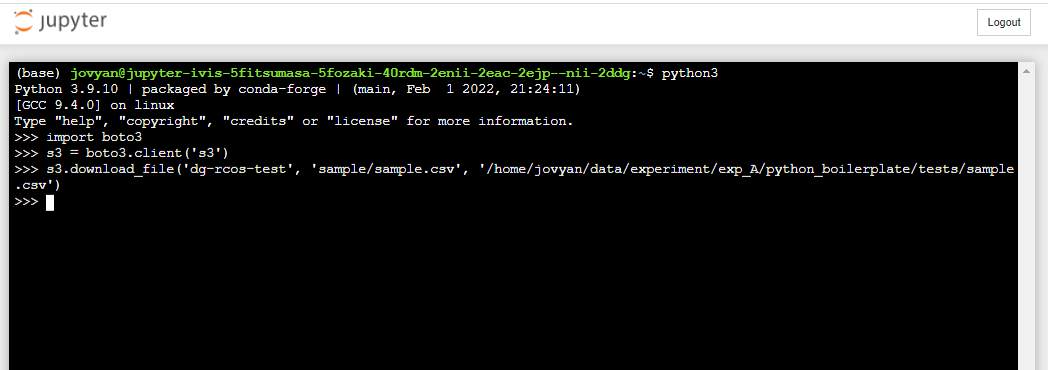 jupyter
Logout
(base) jovyan@jupyter-ivis-5fitsumasa-5fozaki-40rdm-2enii-2eac-2ejp--nii-2ddg:~$ python3
Python 3.9.10 | packaged by conda-forge | (main, Feb  1 2022, 21:24:11)
[GCC 9.4.0] on linux
Type "help", "copyright", "credits" or "license" for more information.
>>> import boto3
>>> s3 = boto3.client('s3')
>>> s3.download_file('dg-rcos-test', 'sample/sample.csv', '/home/jovyan/data/experiment/exp_A/python_boilerplate/tests/sample
.csv')
>>>